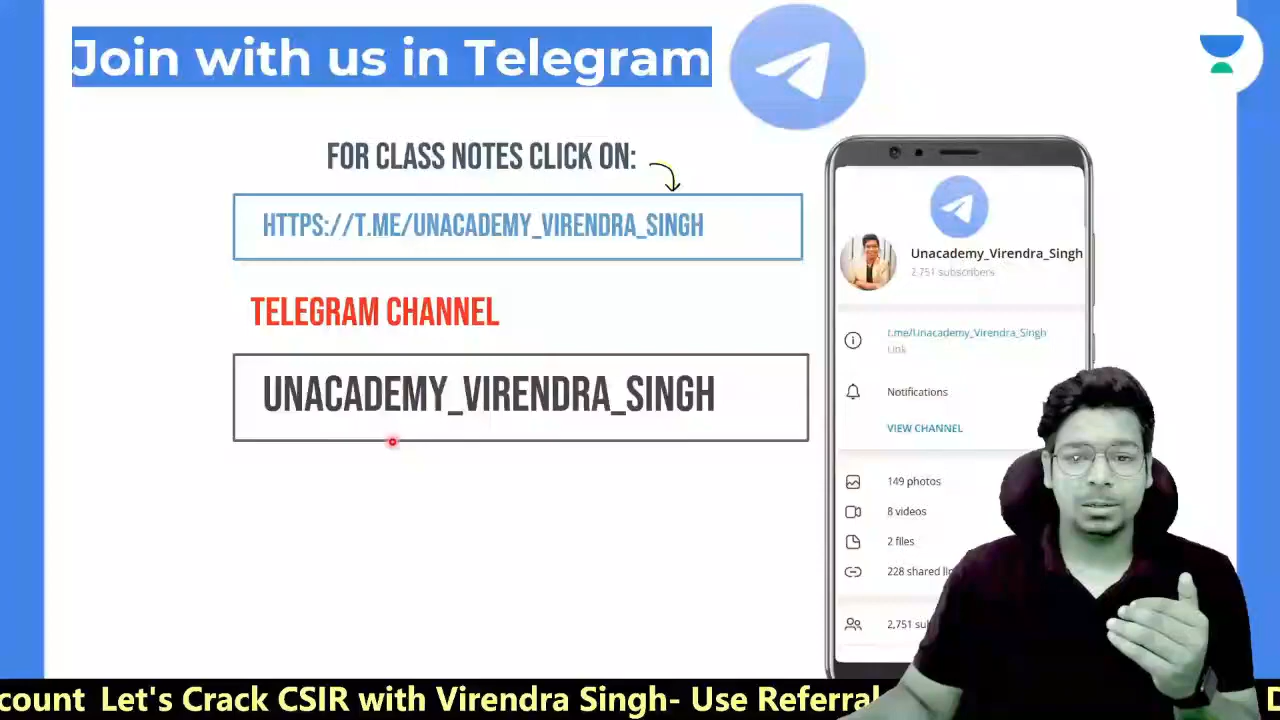 Join with us in Telegram
FOR CLASS NOTES CLICK ON:
HTTPS://T.ME/UNACADEMY_VIRENDRA_SINGH
TELEGRAM CHANNEL
UNACADEMY_VIRENDRA_SINGH
Unacademy_Virendra_Singh
2,751 subscribers
t.me/Unacademy_Virendra_Singh
Link
Notifications
VIEW CHANNEL
149 photos
8 videos
2 files
228 shared
2,751
count Let's Crack CSIR with Virendra Singh- Use Referral